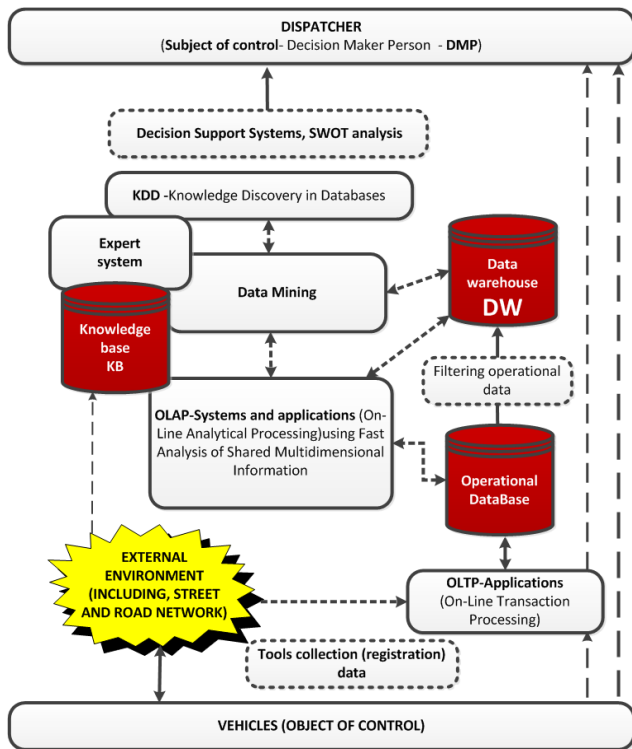 DISPATCHER
(Subject of control- Decision Maker Person - DMP)
Decision Support Systems, SWOT analysis
KDD -Knowledge Discovery in Databases
Expert
system
Data Mining
Data
warehouse
DW
Knowledge
base
KB
Filtering operational
data
OLAP-Systems and applications (On-
Line Analytical Processing)using Fast
Analysis of Shared Multidimensional
Information
Operational
DataBase
EXTERNAL
ENVIRONMENT
(INCLUDING, STREET
AND ROAD NETWORK)
OLTP-Applications
(On-Line Transaction
Processing)
Tools collection (registration)
data
VEHICLES (OBJECT OF CONTROL)